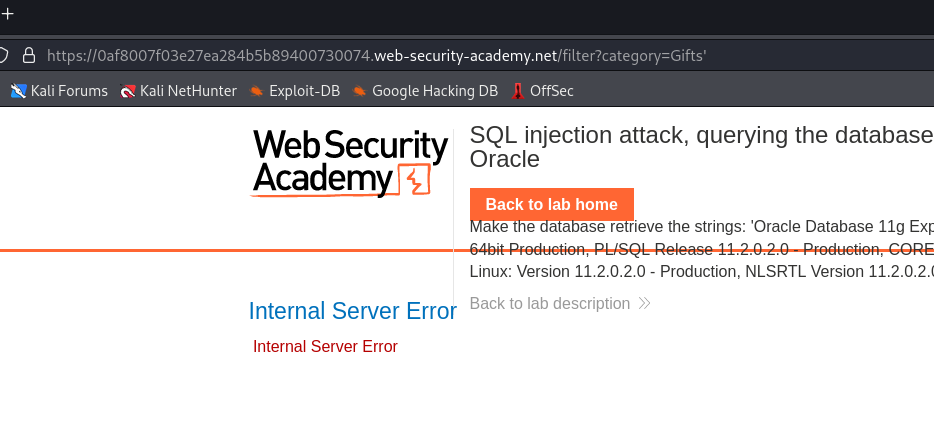 +
https://0af8007f03e27ea284b5b89400730074.web-security-academy.net/filter?category=Gifts'
Kali Forums Kali NetHunter Exploit-DB Google Hacking DB OffSec
Web Security
Academy
SQL injection attack, querying the database
Oracle
Back to lab home
Make the database retrieve the strings: 'Oracle Database 11g Exp
64bit Production, PL/SQL Release 11.2.0.2.0 - Production, CORE
Linux: Version 11.2.0.2.0 - Production, NLSRTL Version 11.2.0.2.0
Back to lab description
Internal Server Error
Internal Server Error